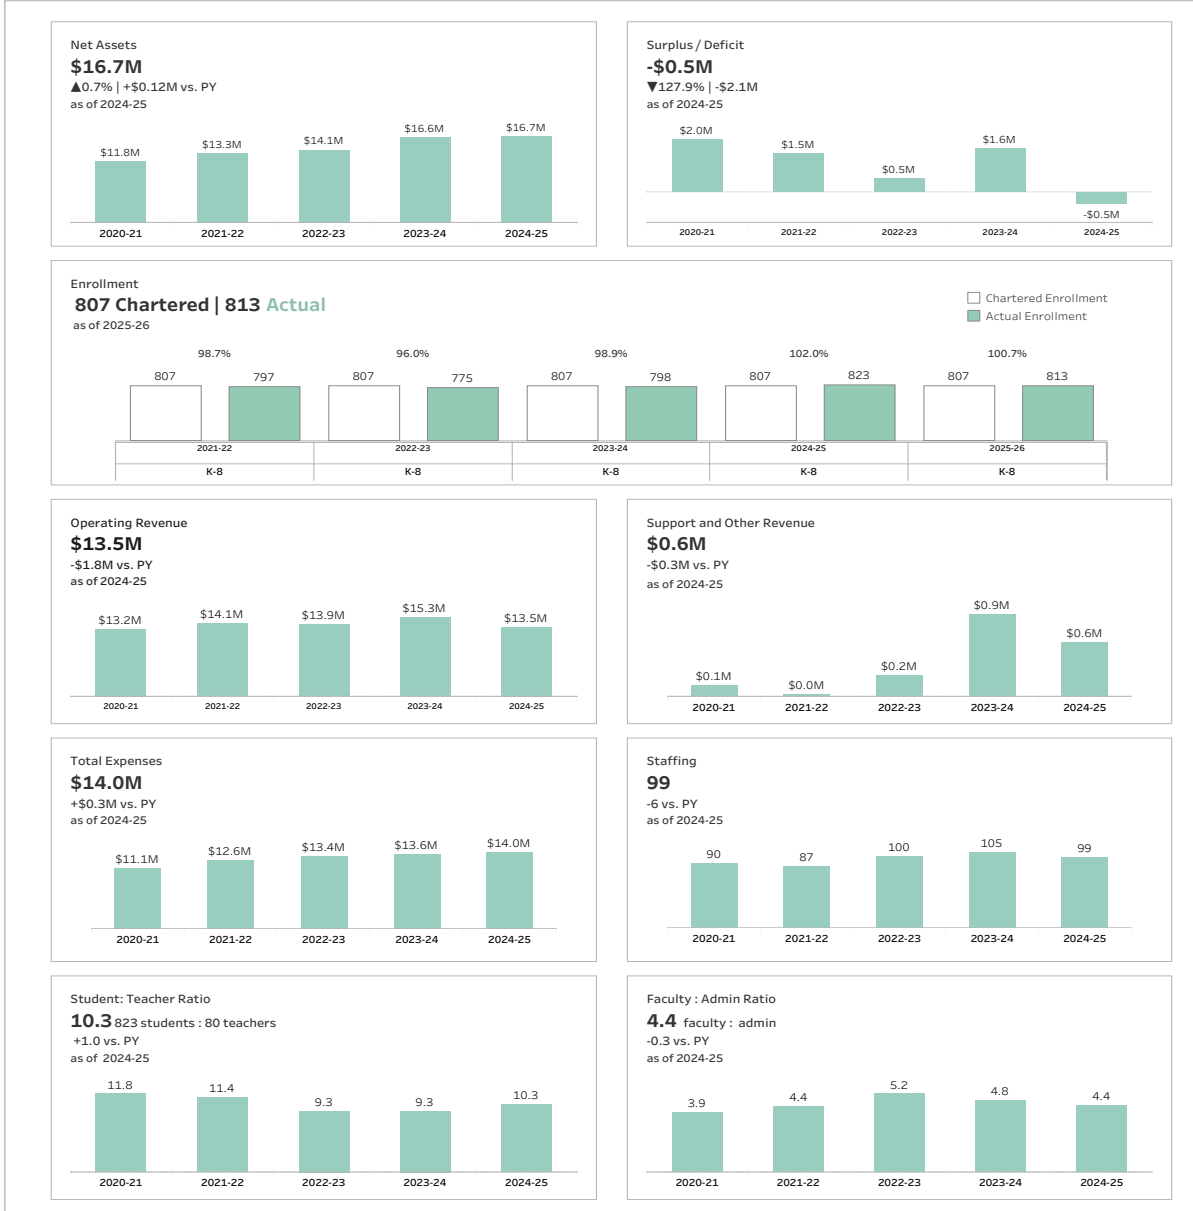 Net Assets
$16.7M
▲0.7% | +$0.12M vs. PY
as of 2024-25
$11.8M $13.3M $14.1M $16.6M $16.7M
2020-21 2021-22 2022-23 2023-24 2024-25
Surplus / Deficit
-$0.5M
▼127.9% | -$2.1M
as of 2024-25
$2.0M $1.5M $0.5M $1.6M -$0.5M
2020-21 2021-22 2022-23 2023-24 2024-25
Enrollment
807 Chartered | 813 Actual
as of 2025-26
Chartered Enrollment
Actual Enrollment
98.7% 96.0% 98.9% 102.0% 100.7%
807 797 807 775 807 798 807 823 807 813
2021-22 2022-23 2023-24 2024-25 2025-26
K-8 K-8 K-8 K-8 K-8
Operating Revenue
$13.5M
-$1.8M vs. PY
as of 2024-25
$13.2M $14.1M $13.9M $15.3M $13.5M
2020-21 2021-22 2022-23 2023-24 2024-25
Support and Other Revenue
$0.6M
-$0.3M vs. PY
as of 2024-25
$0.1M $0.0M $0.2M $0.9M $0.6M
2020-21 2021-22 2022-23 2023-24 2024-25
Total Expenses
$14.0M
+$0.3M vs. PY
as of 2024-25
$11.1M $12.6M $13.4M $13.6M $14.0M
2020-21 2021-22 2022-23 2023-24 2024-25
Staffing
99
-6 vs. PY
as of 2024-25
90 87 100 105 99
2020-21 2021-22 2022-23 2023-24 2024-25
Student: Teacher Ratio
10.3 823 students : 80 teachers
+1.0 vs. PY
as of 2024-25
11.8 11.4 9.3 9.3 10.3
2020-21 2021-22 2022-23 2023-24 2024-25
Faculty : Admin Ratio
4.4 faculty : admin
-0.3 vs. PY
as of 2024-25
3.9 4.4 5.2 4.8 4.4
2020-21 2021-22 2022-23 2023-24 2024-25